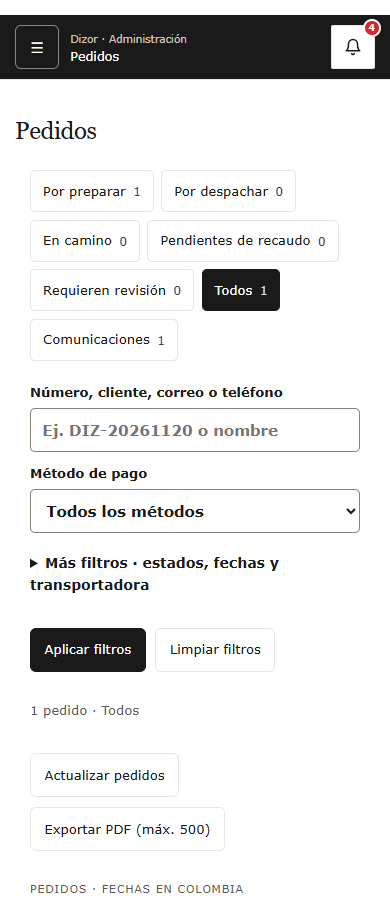 ☰
Dizor · Administración
Pedidos
4
Pedidos
Por preparar 1
Por despachar 0
En camino 0
Pendientes de recaudo 0
Requieren revisión 0
Todos 1
Comunicaciones 1
Número, cliente, correo o teléfono
Ej. DIZ-20261120 o nombre
Método de pago
Todos los métodos
▶ Más filtros · estados, fechas y
transportadora
Aplicar filtros
Limpiar filtros
1 pedido · Todos
Actualizar pedidos
Exportar PDF (máx. 500)
PEDIDOS · FECHAS EN COLOMBIA